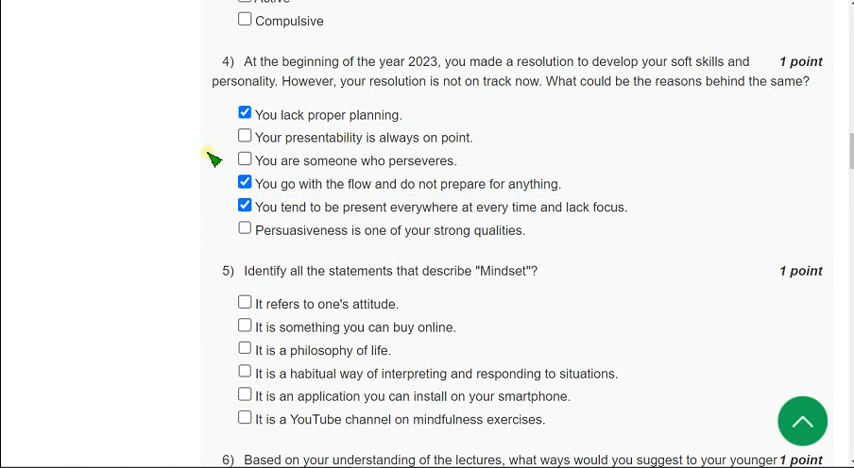 Compulsive
4) At the beginning of the year 2023, you made a resolution to develop your soft skills and 1 point
personality. However, your resolution is not on track now. What could be the reasons behind the same?
You lack proper planning.
Your presentability is always on point.
You are someone who perseveres.
You go with the flow and do not prepare for anything.
You tend to be present everywhere at every time and lack focus.
Persuasiveness is one of your strong qualities.
5) Identify all the statements that describe "Mindset"? 1 point
It refers to one's attitude.
It is something you can buy online.
It is a philosophy of life.
It is a habitual way of interpreting and responding to situations.
It is an application you can install on your smartphone.
It is a YouTube channel on mindfulness exercises.
6) Based on your understanding of the lectures, what ways would you suggest to your younger 1 point